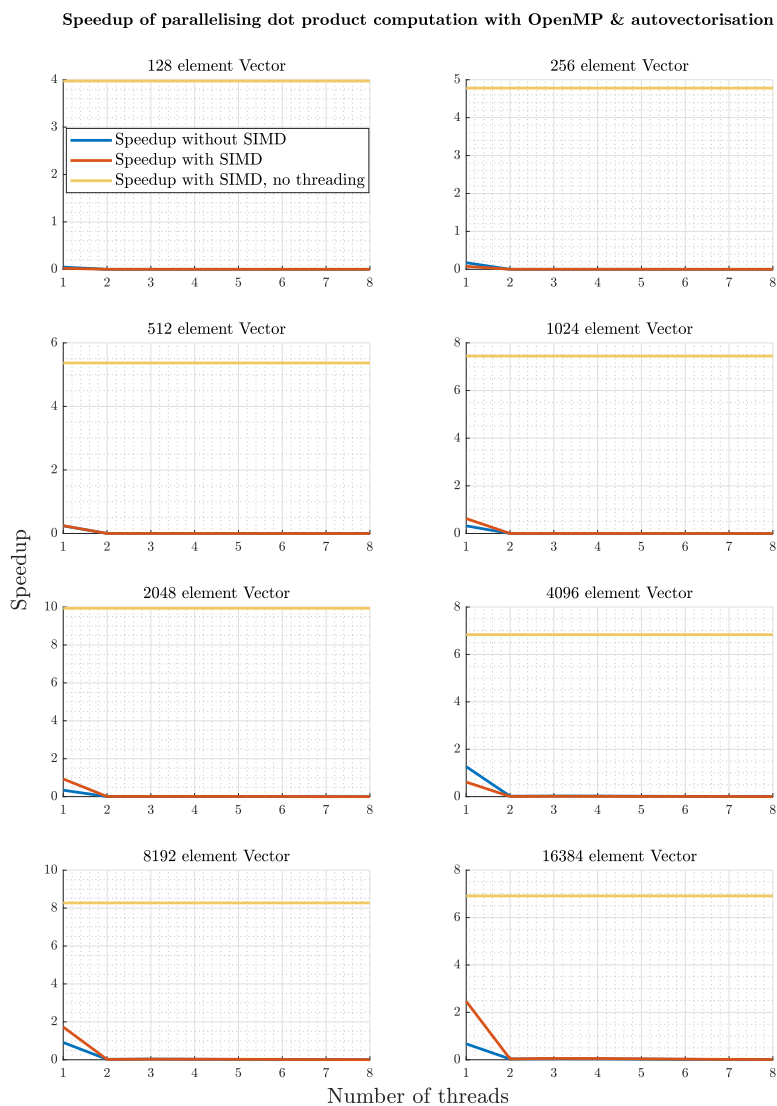 Speedup of parallelising dot product computation with OpenMP & autovectorisation
128 element Vector
4
3
2
1
0
1 2 3 4 5 6 7 8
Speedup without SIMD
Speedup with SIMD
Speedup with SIMD, no threading
256 element Vector
5
4
3
2
1
0
1 2 3 4 5 6 7 8
512 element Vector
6
4
2
0
1 2 3 4 5 6 7 8
1024 element Vector
8
6
4
2
0
1 2 3 4 5 6 7 8
Speedup
2048 element Vector
10
8
6
4
2
0
1 2 3 4 5 6 7 8
4096 element Vector
8
6
4
2
0
1 2 3 4 5 6 7 8
8192 element Vector
10
8
6
4
2
0
1 2 3 4 5 6 7 8
16384 element Vector
8
6
4
2
0
1 2 3 4 5 6 7 8
Number of threads